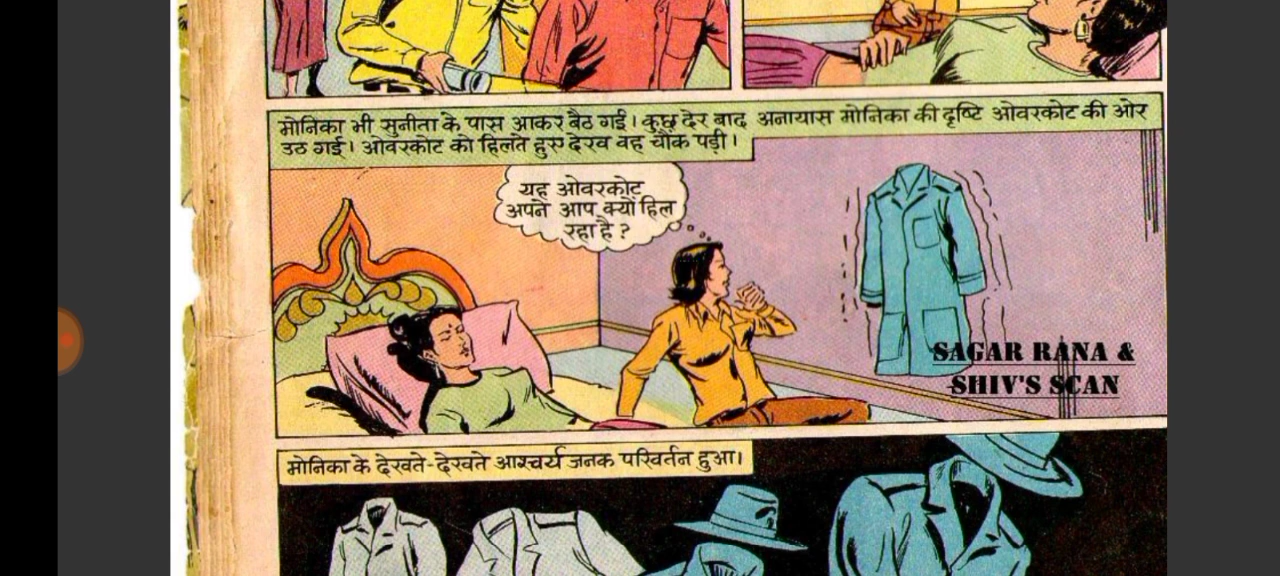 मोनिका भी सुनीता के पास आकर बैठ गई। कुछ देर बाद अनायास मोनिका की दृष्टि ओवरकोट की ओर
उठ गई। ओवरकोट को हिलते हुए देख वह चौंक पड़ी।
यह ओवरकोट
अपने आप क्यों हिल
रहा है ?
SAGAR RANA &
SHIV'S SCAN
मोनिका के देखते-देखते आश्चर्यजनक परिवर्तन हुआ।